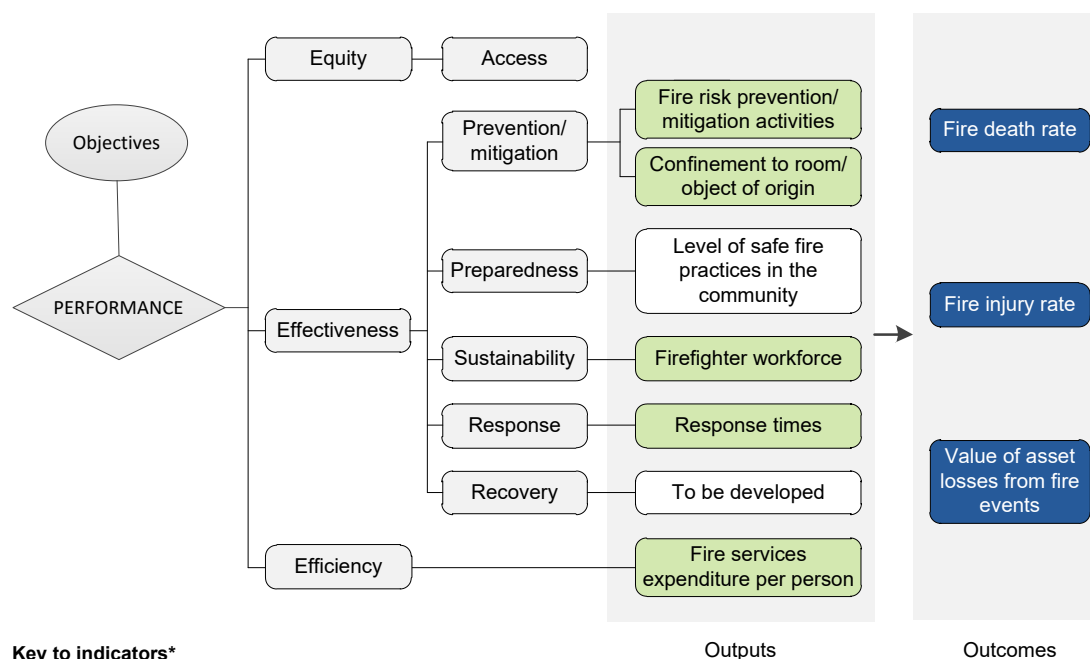 Objectives
PERFORMANCE
Equity
Access
Effectiveness
Prevention/
mitigation
Fire risk prevention/
mitigation activities
Confinement to room/
object of origin
Preparedness
Level of safe fire
practices in the
community
Sustainability
Firefighter workforce
Response
Response times
Recovery
To be developed
Efficiency
Fire services
expenditure per person
Fire death rate
Fire injury rate
Value of asset
losses from fire
events
Outputs
Outcomes
Key to indicators*